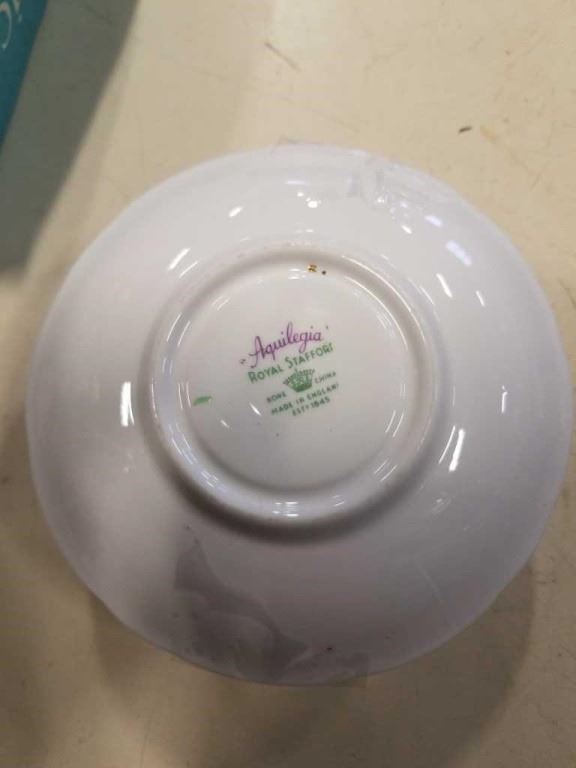 "Aquilegia"
ROYAL STAFFORD
BONE CHINA
MADE IN ENGLAND
ESTD 1845